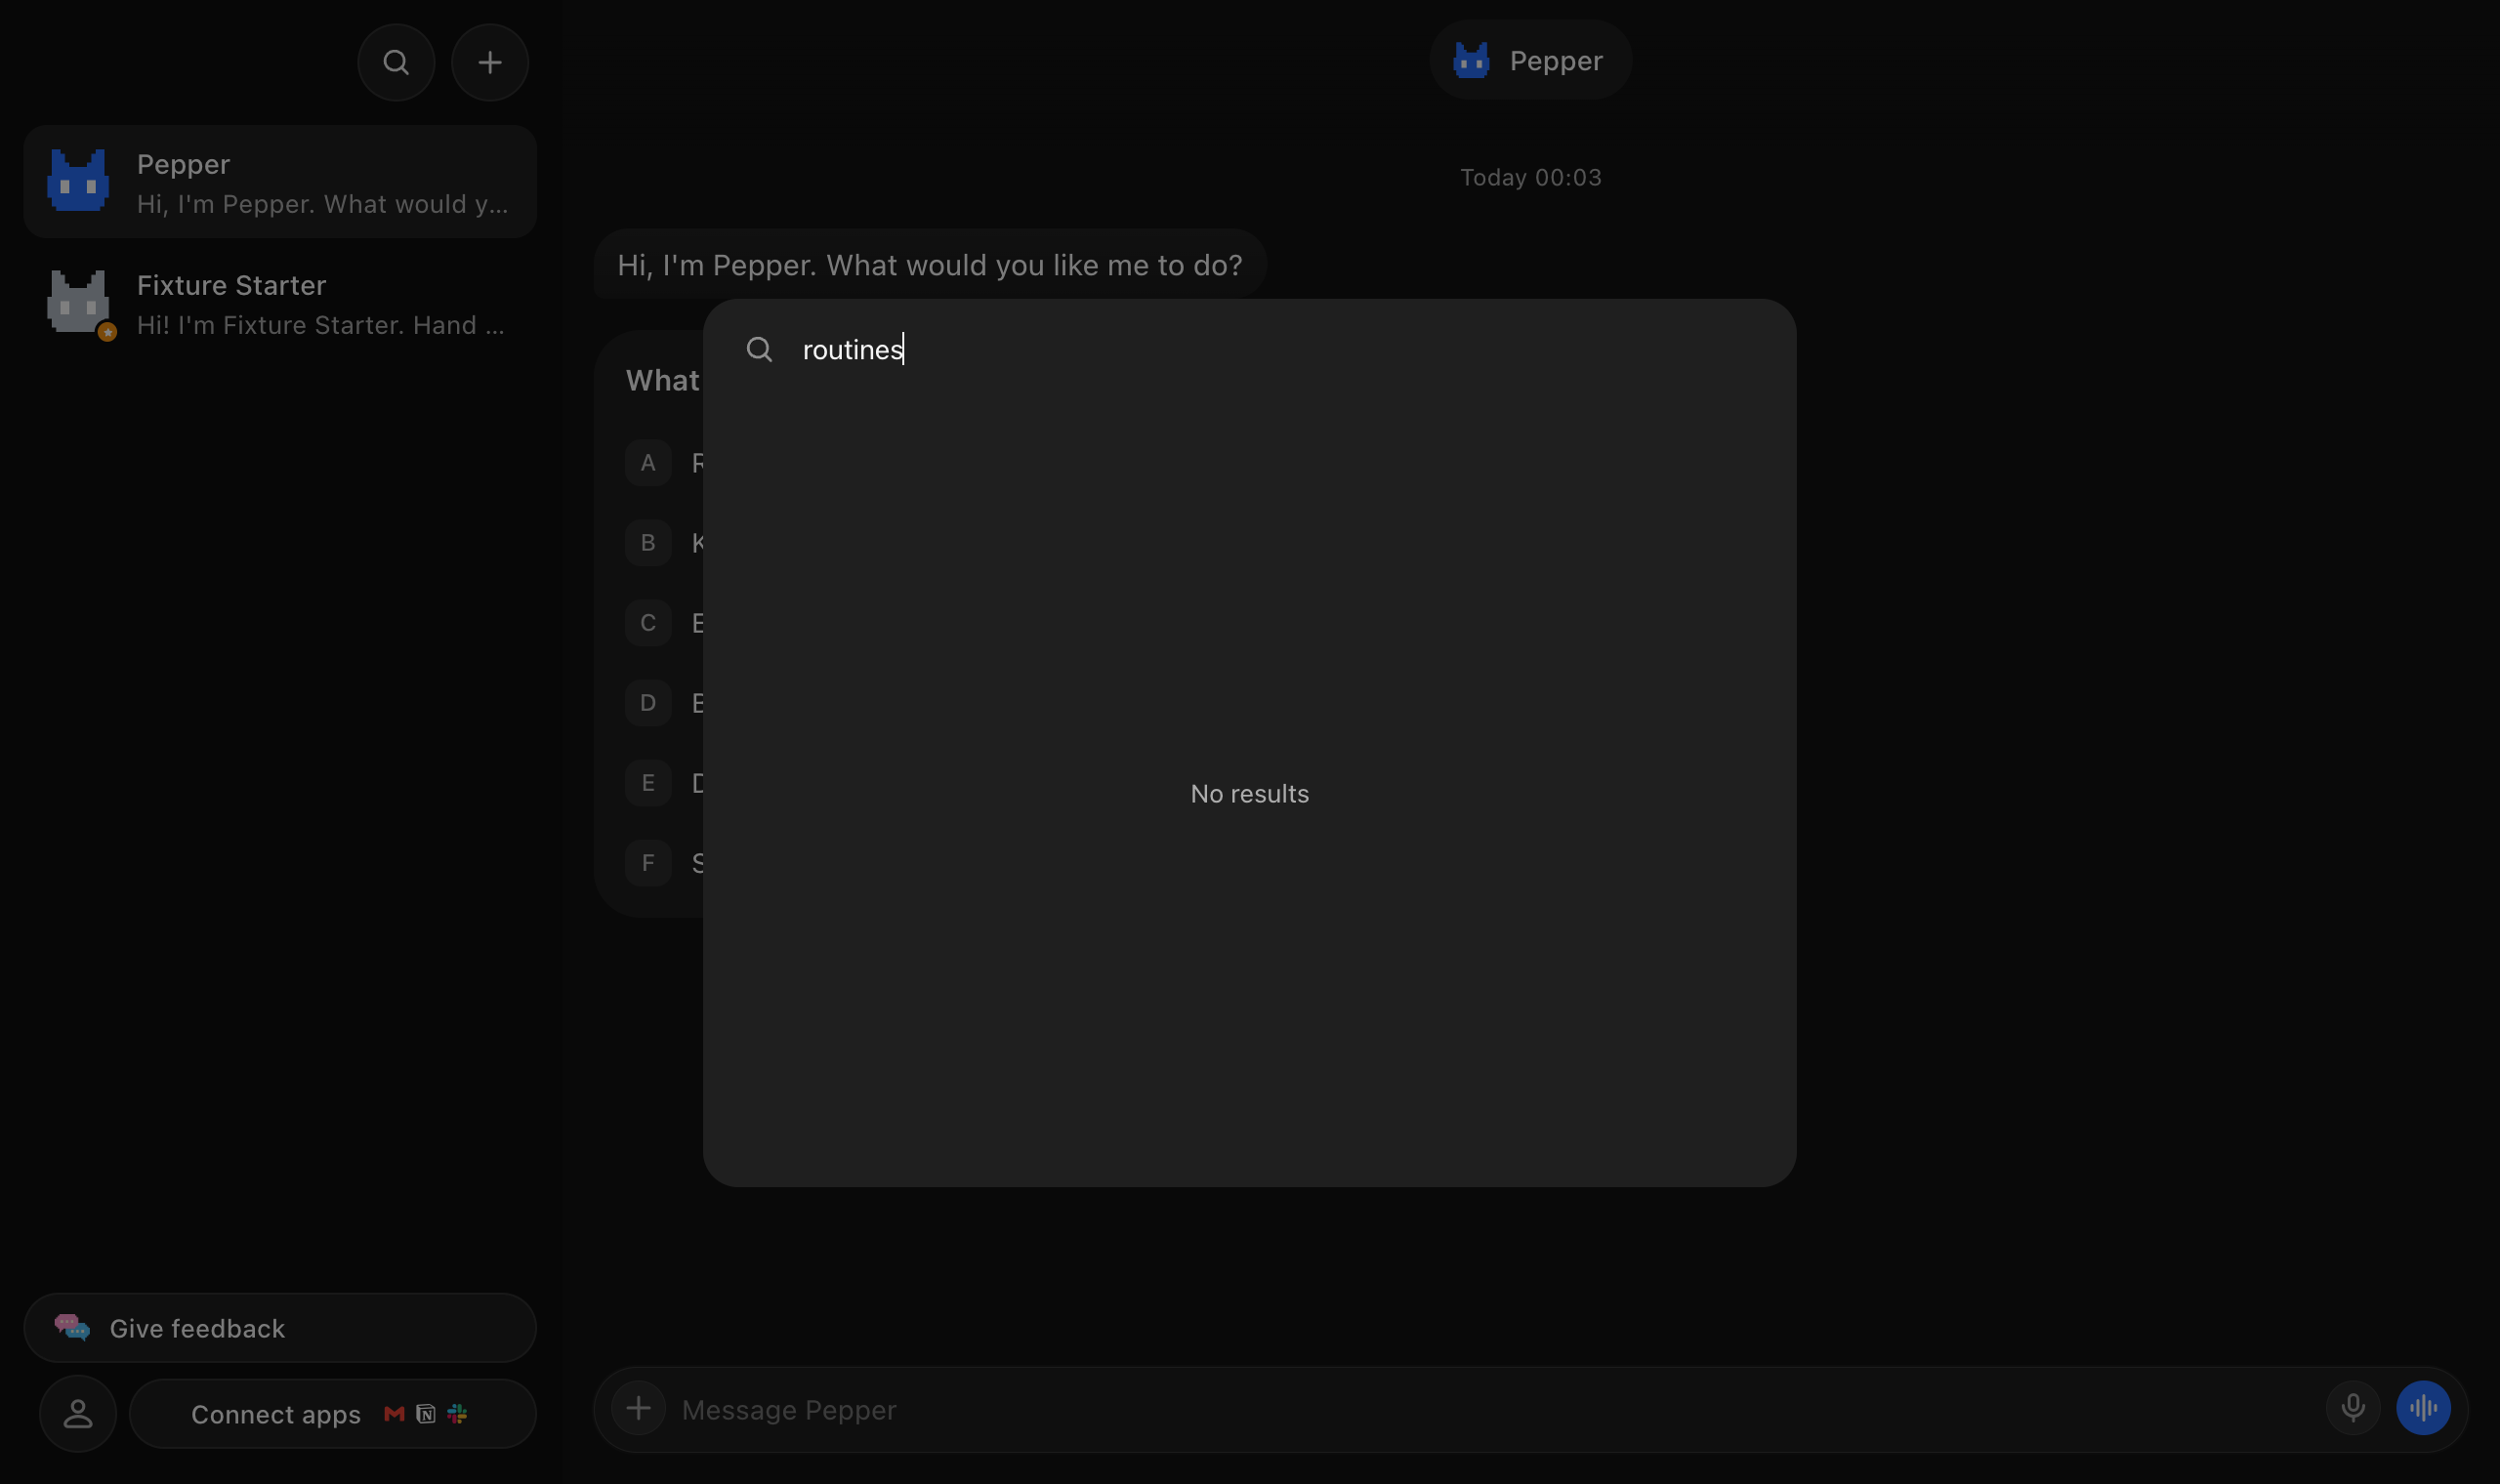 Pepper
Hi, I'm Pepper. What would y...
Fixture Starter
Hi! I'm Fixture Starter. Hand ...
Give feedback
Connect apps
Pepper
Today 00:03
Hi, I'm Pepper. What would you like me to do?
What
A
B
C
D
E
F
routines
No results
Message Pepper